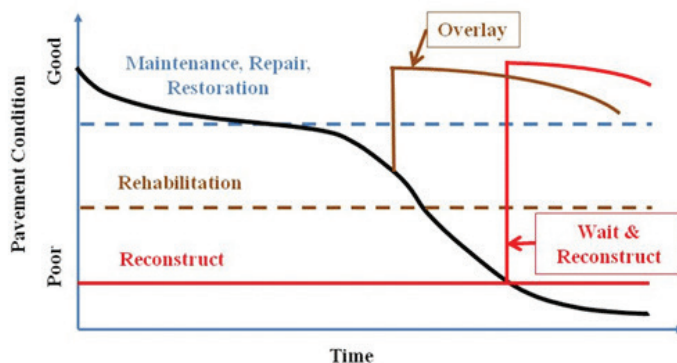 Overlay
Good
Maintenance, Repair,
Restoration
Pavement Condition
Rehabilitation
Poor
Reconstruct
Wait &
Reconstruct
Time